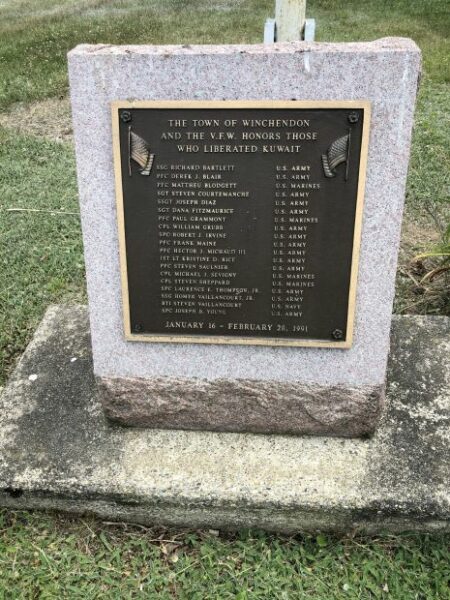 THE TOWN OF WINCHENDON
AND THE V.F.W. HONORS THOSE
WHO LIBERATED KUWAIT
SSG RICHARD BARTLETT U.S. ARMY
PFC DEREK J. BLAIR U.S. ARMY
PFC MATTHEU BLODGETT U.S. MARINES
SGT STEVEN COURTEMANCHE U.S. ARMY
SSGT JOSEPH DIAZ U.S. ARMY
SGT DANA FITZMAURICE U.S. ARMY
PFC PAUL GRAMMONT U.S. MARINES
CPL WILLIAM GRUBB U.S. ARMY
SPC ROBERT J. IRVINE U.S. ARMY
PFC FRANK MAINE U.S. ARMY
PFC HECTOR J. MICHAUD III U.S. ARMY
1ST LT KRISTINE D. RICE U.S. ARMY
PFC STEVEN SAULNIER U.S. ARMY
CPL MICHAEL J. SEVIGNY U.S. MARINES
CPL STEVEN SHEPPARD U.S. MARINES
SPC LAURENCE E. THOMPSON, JR. U.S. ARMY
SSG HOMER VAILLANCOURT, JR. U.S. ARMY
BT1 STEVEN VAILLANCOURT U.S. NAVY
SPC JOSEPH B. YOUNG U.S. ARMY
JANUARY 16 - FEBRUARY 28, 1991